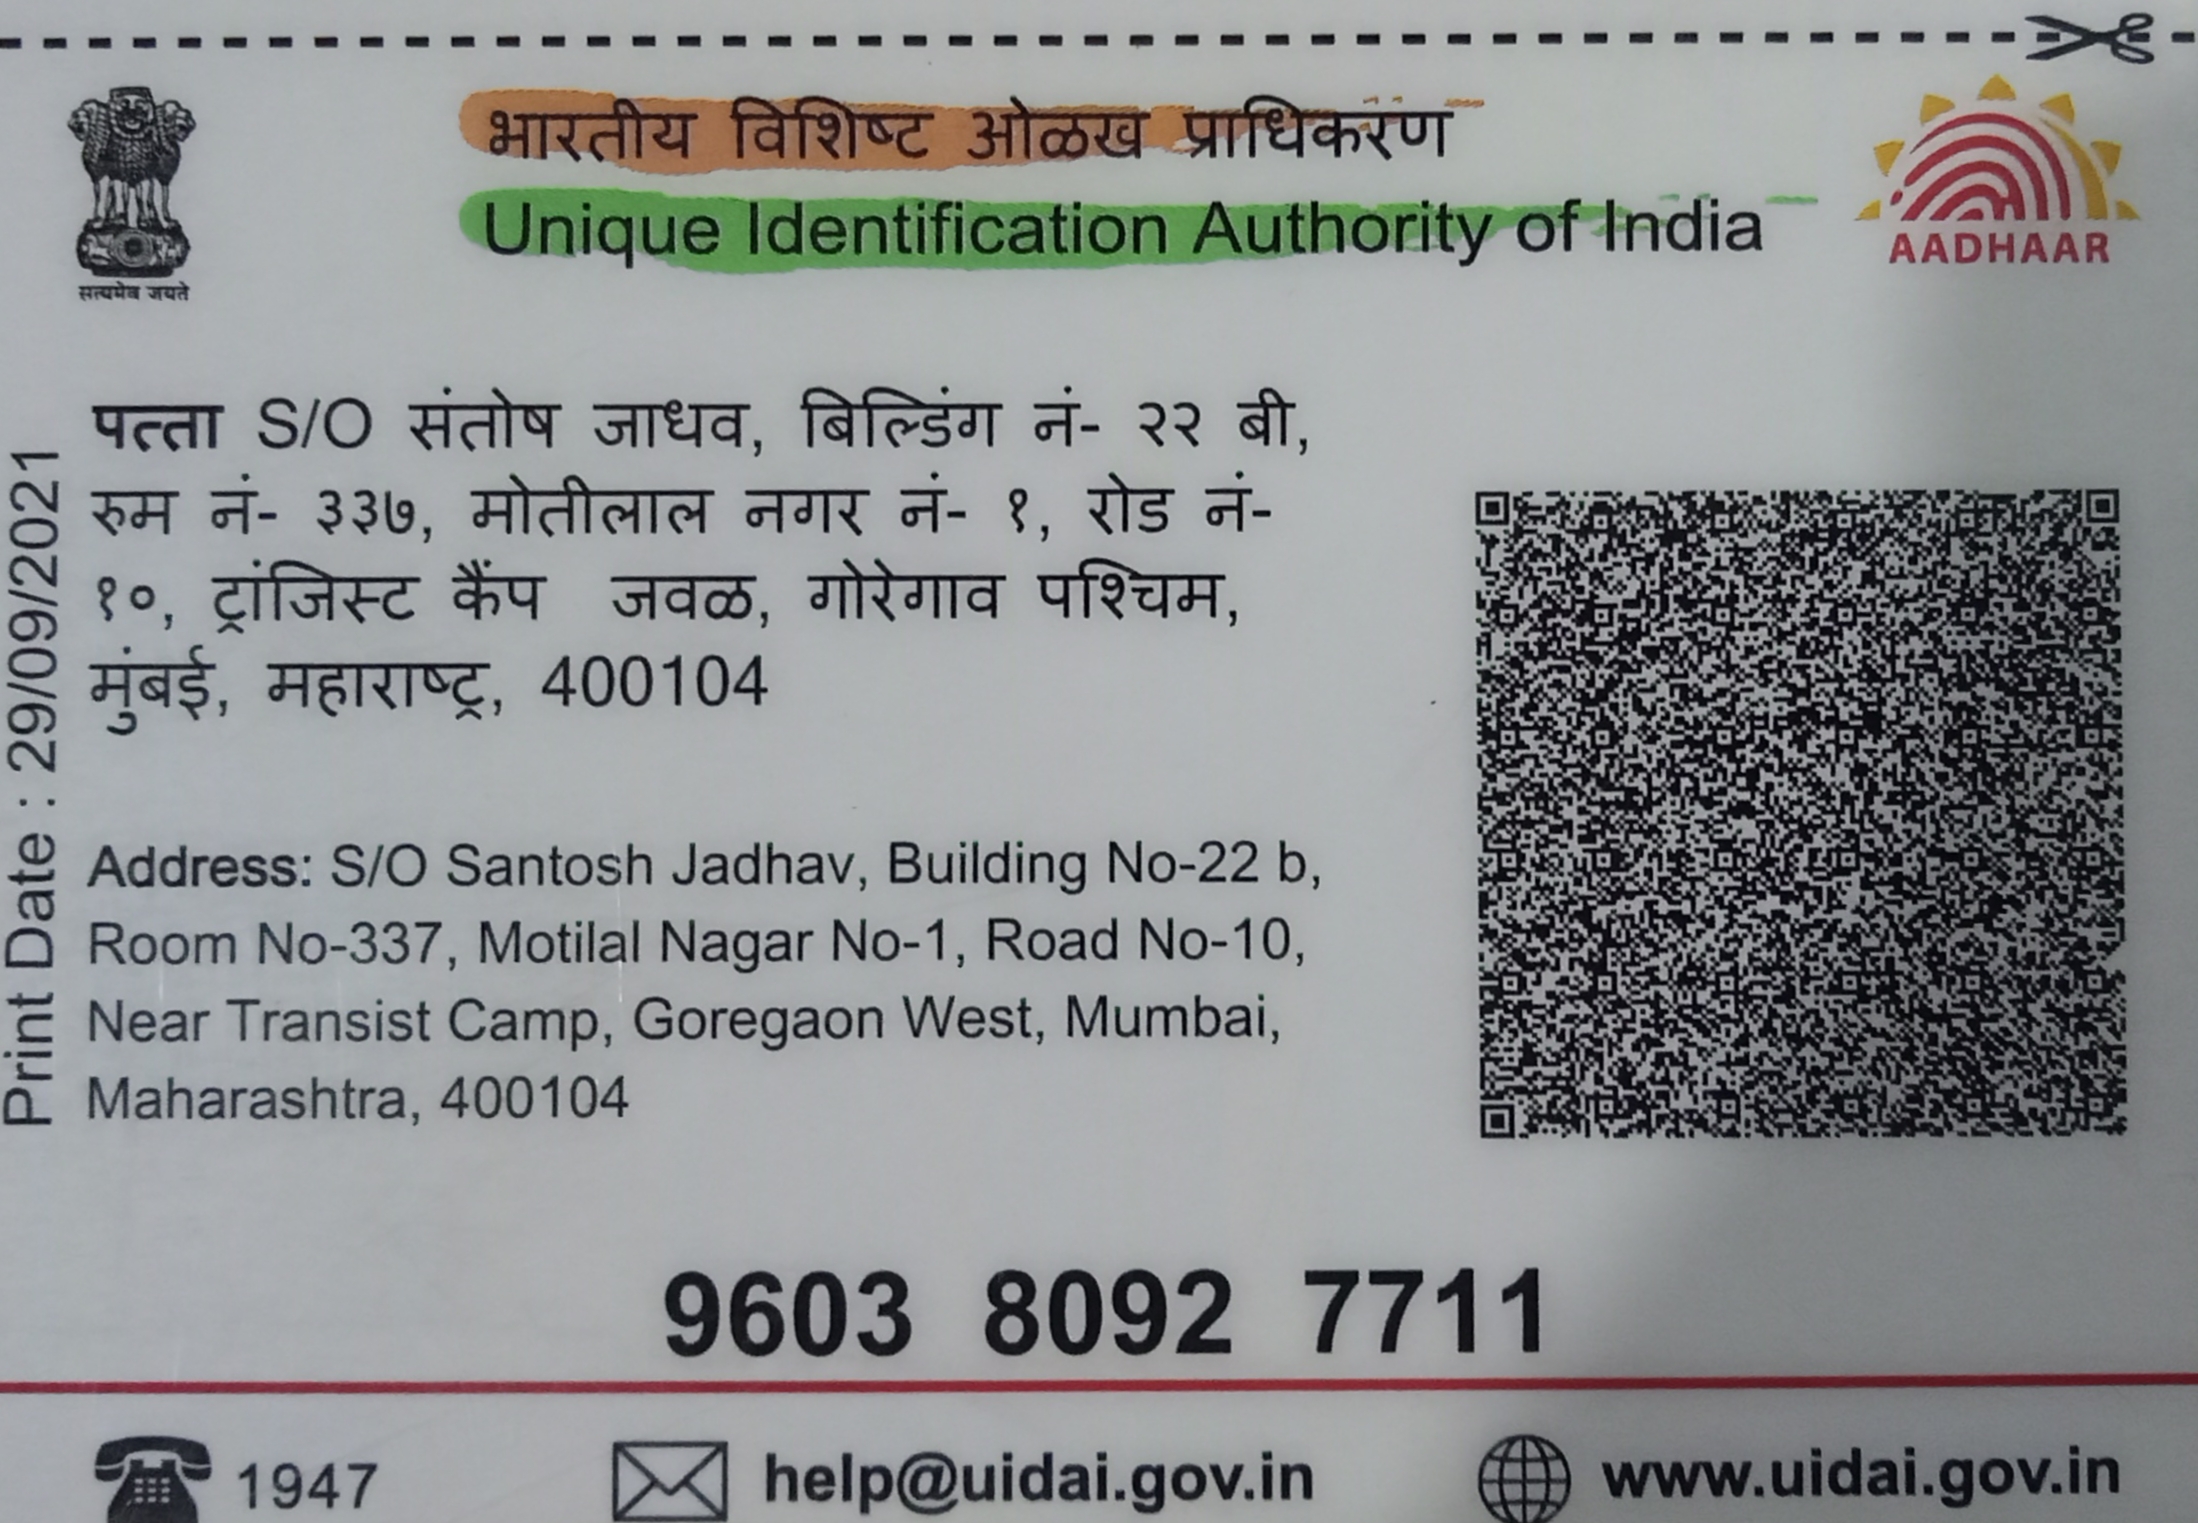 भारतीय विशिष्ट ओळख प्राधिकरण
Unique Identification Authority of India
AADHAAR
सत्यमेव जयते
पत्ता S/O संतोष जाधव, बिल्डिंग नं- २२ बी,
रुम नं- ३३७, मोतीलाल नगर नं- १, रोड नं-
१०, ट्रांजिस्ट कैंप जवळ, गोरेगाव पश्चिम,
मुंबई, महाराष्ट्र, 400104
Print Date : 29/09/2021
Address: S/O Santosh Jadhav, Building No-22 b,
Room No-337, Motilal Nagar No-1, Road No-10,
Near Transist Camp, Goregaon West, Mumbai,
Maharashtra, 400104
9603 8092 7711
1947
help@uidai.gov.in
www.uidai.gov.in